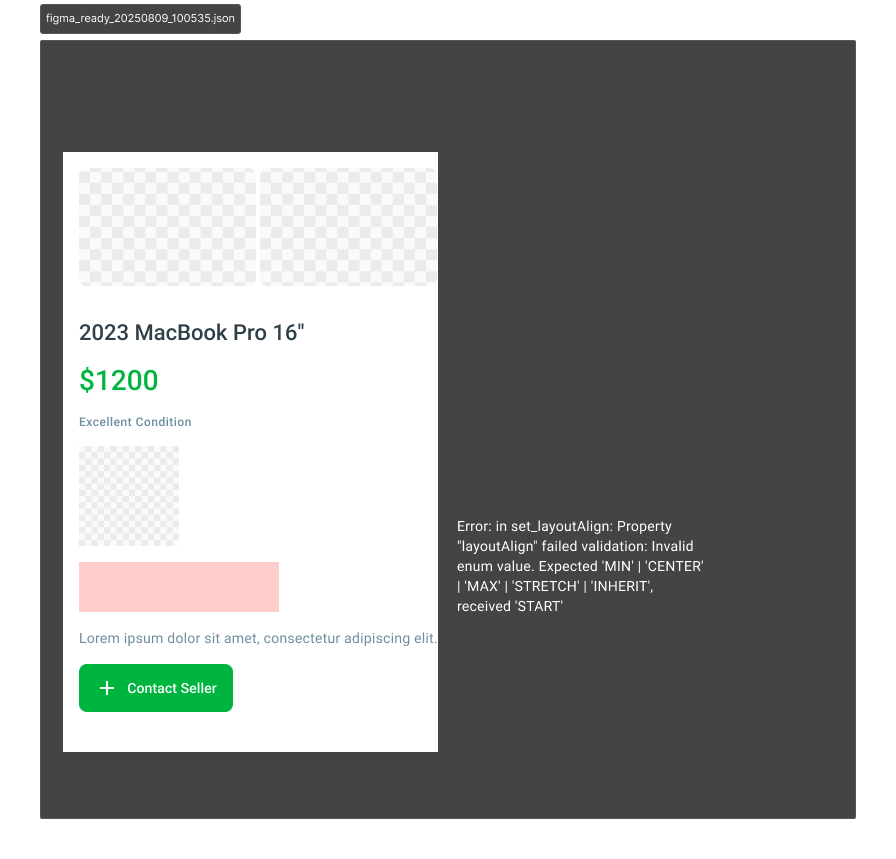 figma_ready_20250809_100535.json
2023 MacBook Pro 16"
$1200
Excellent Condition
Error: in set_layoutAlign: Property
"layoutAlign" failed validation: Invalid
enum value. Expected 'MIN' | 'CENTER'
| 'MAX' | 'STRETCH' | 'INHERIT',
received 'START'
Lorem ipsum dolor sit amet, consectetur adipiscing elit.
Contact Seller